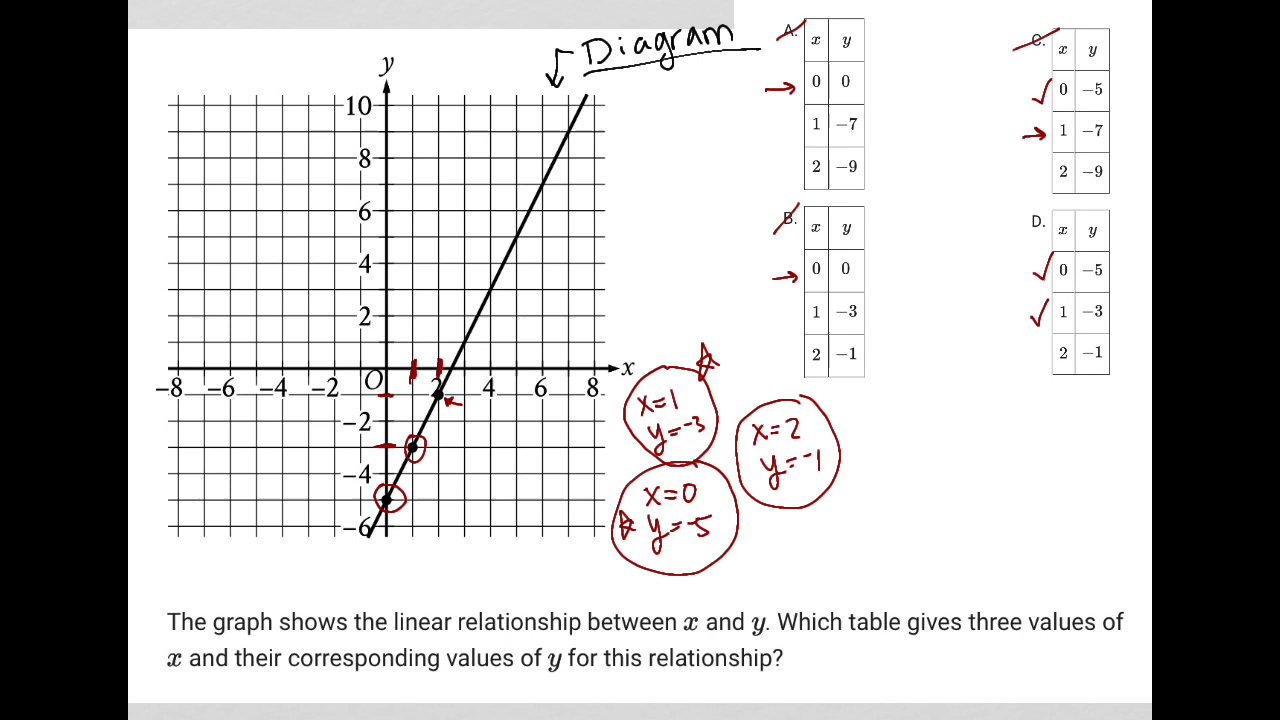 Diagram
y
10
8
6
4
2
O
-8 -6 -4 -2 2 4 6 8 x
-2
-4
-6
A.
x y
0 0
1 −7
2 −9
B.
x y
0 0
1 −3
2 −1
C.
x y
0 −5
1 −7
2 −9
D.
x y
0 −5
1 −3
2 −1
x=1
y=-3
x=2
y=-1
x=0
y=-5
The graph shows the linear relationship between x and y. Which table gives three values of
x and their corresponding values of y for this relationship?